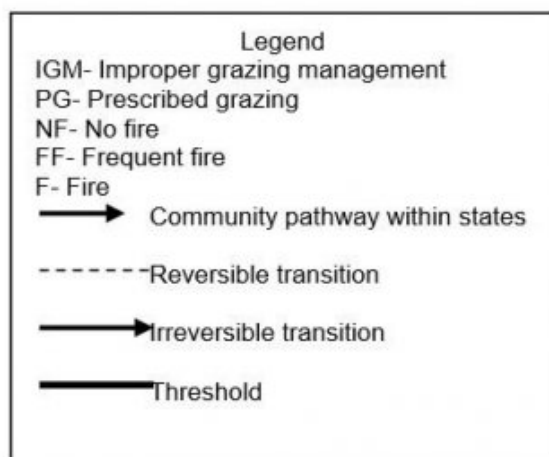 Legend
IGM- Improper grazing management
PG- Prescribed grazing
NF- No fire
FF- Frequent fire
F- Fire
Community pathway within states
Reversible transition
Irreversible transition
Threshold